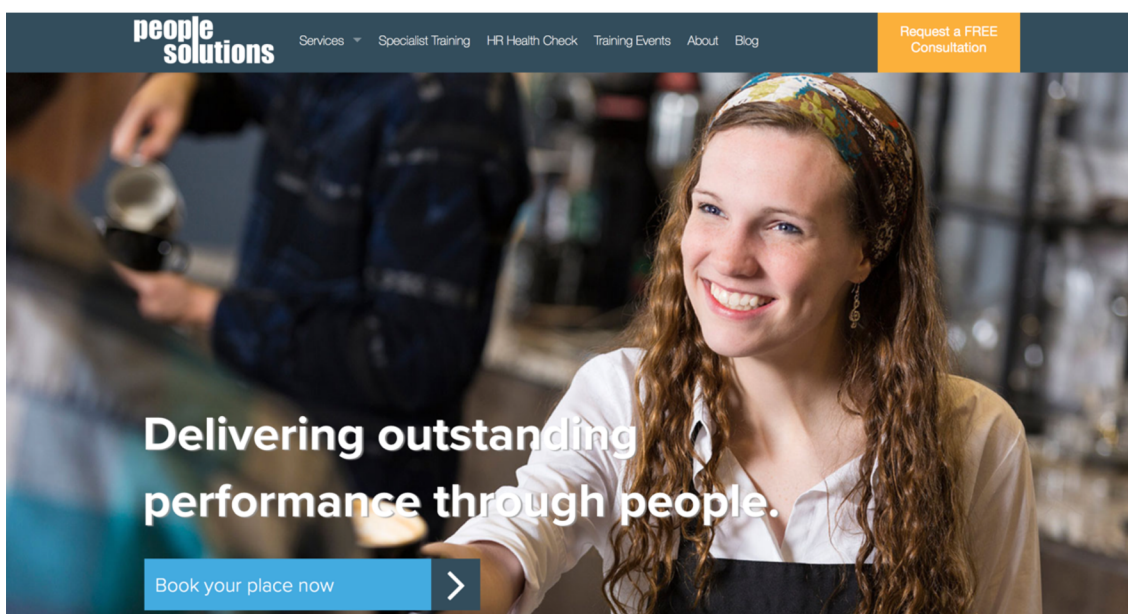 people
solutions
Services
Specialist Training
HR Health Check
Training Events
About
Blog
Request a FREE
Consultation
Delivering outstanding
performance through people.
Book your place now